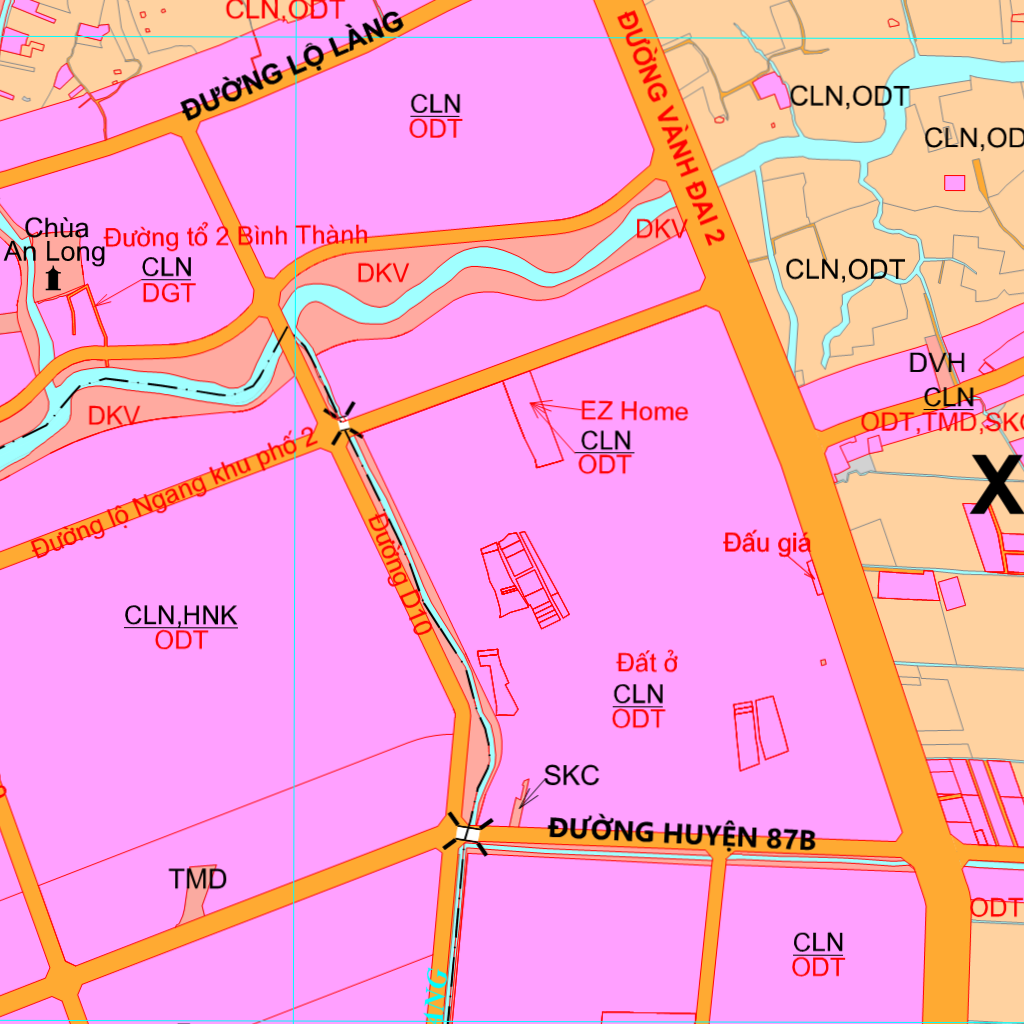 CLN,ODT
ĐƯỜNG LỘ LÀNG
ĐƯỜNG VÀNH ĐAI 2
CLN
ODT
CLN,ODT
CLN,OD
Chùa
An Long
Đường tổ 2 Bình Thành
CLN
DGT
DKV
DKV
CLN,ODT
DVH
CLN
ODT,TMD,SKC
DKV
EZ Home
CLN
ODT
Đường lộ Ngang khu phố 2
X
Đường D10
Đấu giá
CLN,HNK
ODT
Đất ở
CLN
ODT
SKC
ĐƯỜNG HUYỆN 87B
TMD
ODT
CLN
ODT